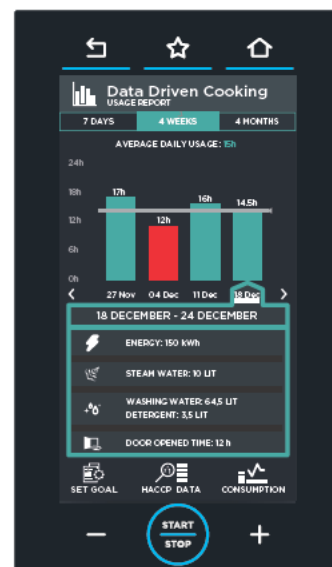 Data Driven Cooking
USAGE REPORT
7 DAYS 4 WEEKS 4 MONTHS
AVERAGE DAILY USAGE: 15h
24h
18h
12h
6h
0h
17h
12h
16h
14.5h
27 Nov 04 Dec 11 Dec 18 Dec
18 DECEMBER - 24 DECEMBER
ENERGY: 150 kWh
STEAM WATER: 10 LIT
WASHING WATER: 64,5 LIT
DETERGENT: 3,5 LIT
DOOR OPENED TIME: 12 h
SET GOAL HACCP DATA CONSUMPTION
START
STOP